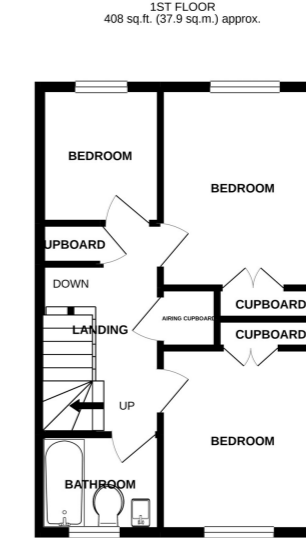 1ST FLOOR
408 sq.ft. (37.9 sq.m.) approx.
BEDROOM
BEDROOM
UPBOARD
DOWN
CUPBOARD
AIRING CUPBOARD
LANDING
CUPBOARD
UP
BEDROOM
BATHROOM